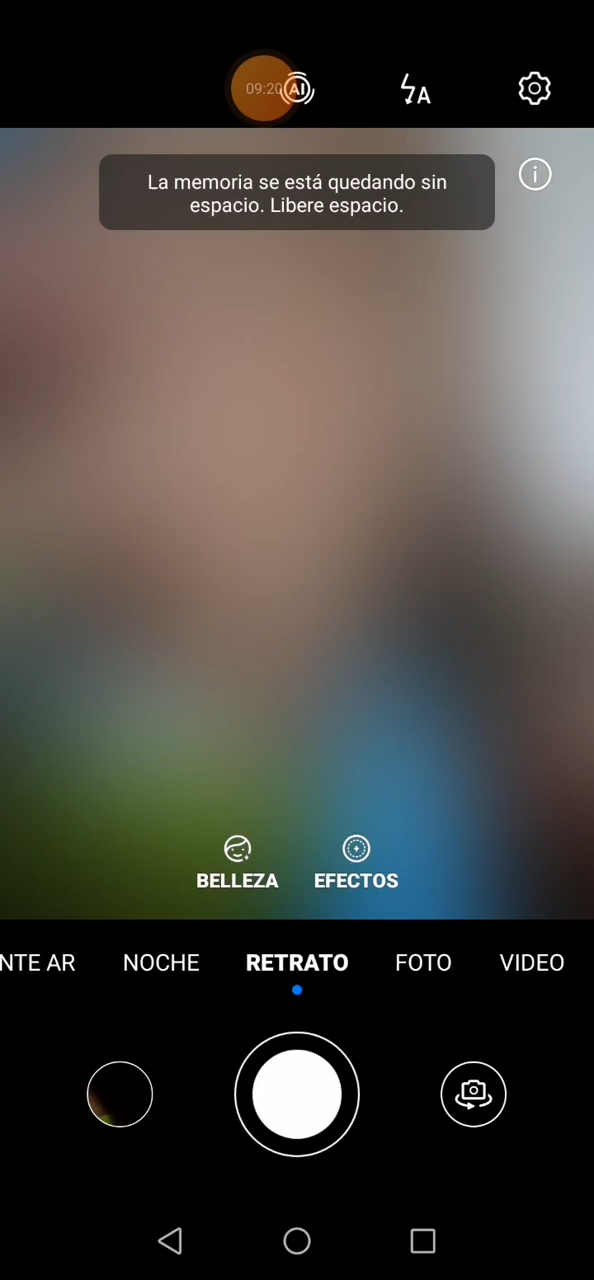 09:20
AI
A
La memoria se está quedando sin
espacio. Libere espacio.
BELLEZA
EFECTOS
NTE AR
NOCHE
RETRATO
FOTO
VIDEO